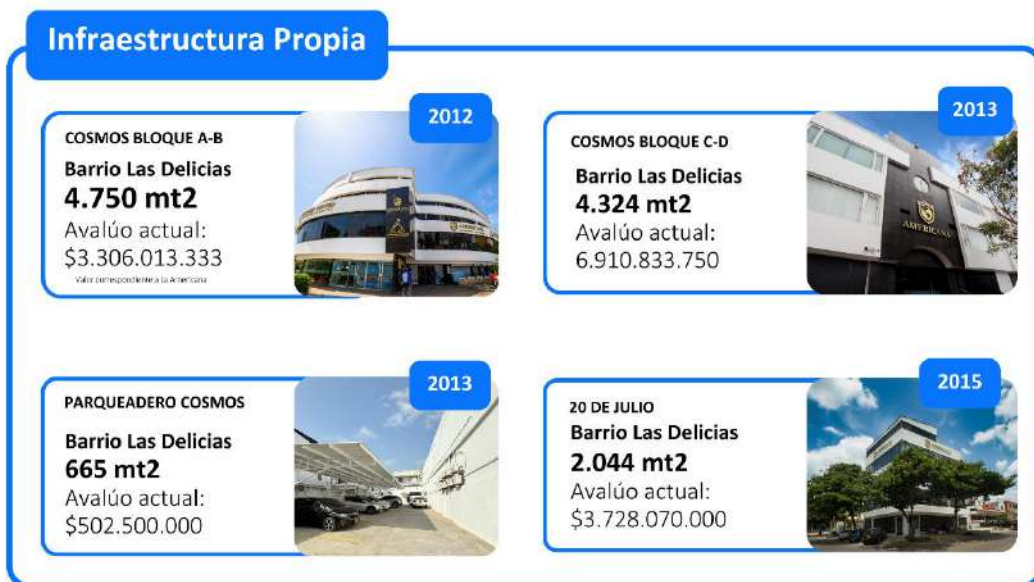 Infraestructura Propia
2012
COSMOS BLOQUE A-B
Barrio Las Delicias
4.750 mt2
Avalúo actual:
$3.306.013.333
Valor correspondiente a la Americana
2013
COSMOS BLOQUE C-D
Barrio Las Delicias
4.324 mt2
Avalúo actual:
6.910.833.750
AMERICANA
2013
PARQUEADERO COSMOS
Barrio Las Delicias
665 mt2
Avalúo actual:
$502.500.000
2015
20 DE JULIO
Barrio Las Delicias
2.044 mt2
Avalúo actual:
$3.728.070.000